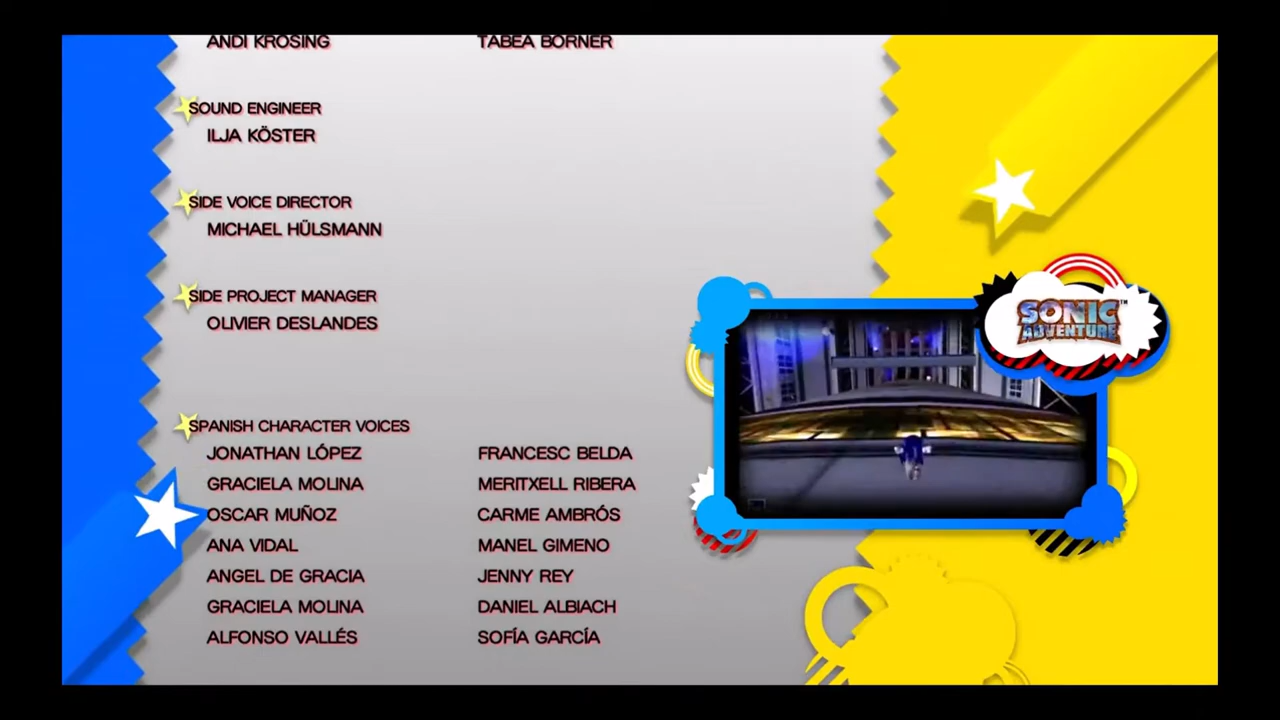 ANDI KROSING TABEA BÖRNER
SOUND ENGINEER
ILJA KÖSTER
SIDE VOICE DIRECTOR
MICHAEL HÜLSMANN
SIDE PROJECT MANAGER
OLIVIER DESLANDES
SPANISH CHARACTER VOICES
JONATHAN LÓPEZ FRANCESC BELDA
GRACIELA MOLINA MERITXELL RIBERA
OSCAR MUÑOZ CARME AMBRÓS
ANA VIDAL MANEL GIMENO
ANGEL DE GRACIA JENNY REY
GRACIELA MOLINA DANIEL ALBIACH
ALFONSO VALLÉS SOFÍA GARCÍA
SONIC™
ADVENTURE